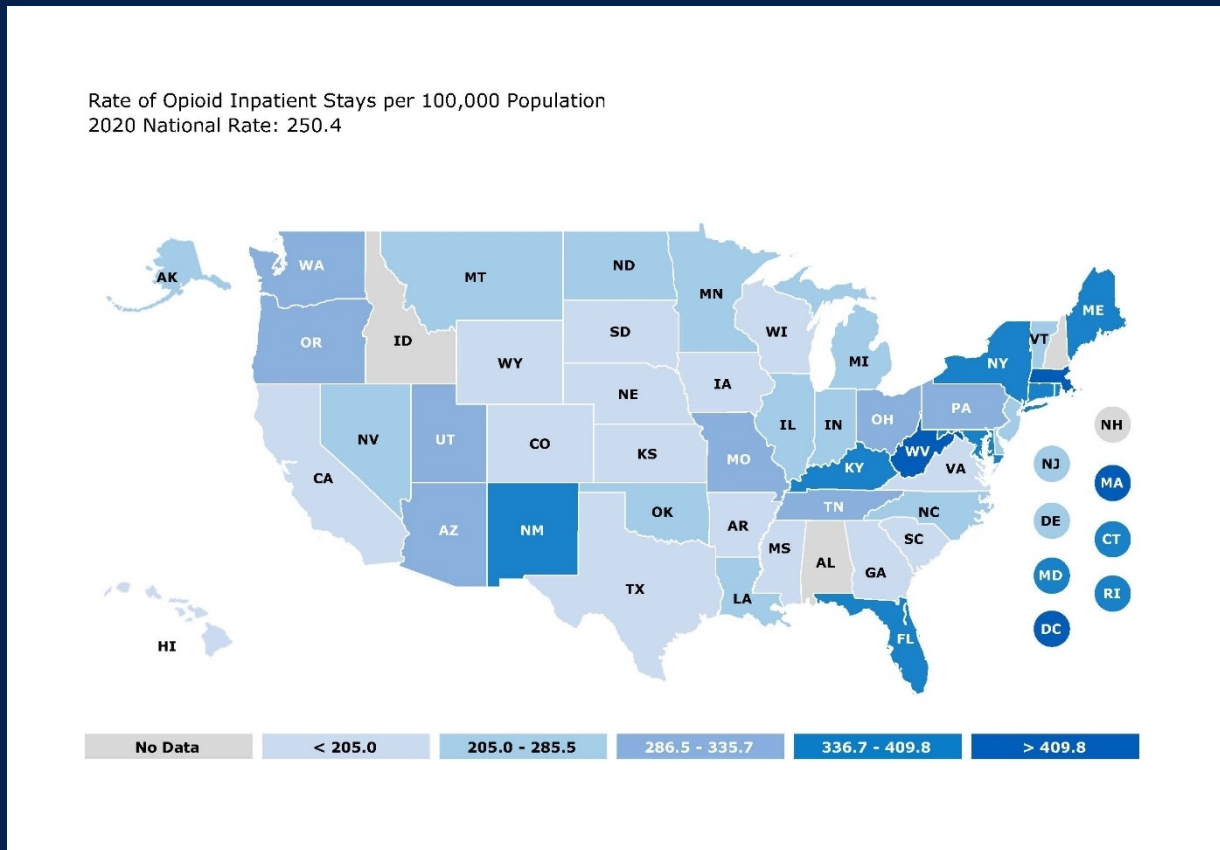 Rate of Opioid Inpatient Stays per 100,000 Population
2020 National Rate: 250.4
AK
WA
MT
ND
MN
ME
OR
ID
SD
WI
VT
WY
MI
NY
IA
NE
PA
IL
IN
OH
NH
NV
UT
CO
KS
MO
WV
KY
VA
NJ
CA
MA
TN
NC
OK
DE
AZ
NM
AR
SC
CT
MS
AL
GA
MD
TX
RI
LA
DC
FL
HI
No Data
< 205.0
205.0 - 285.5
286.5 - 335.7
336.7 - 409.8
> 409.8